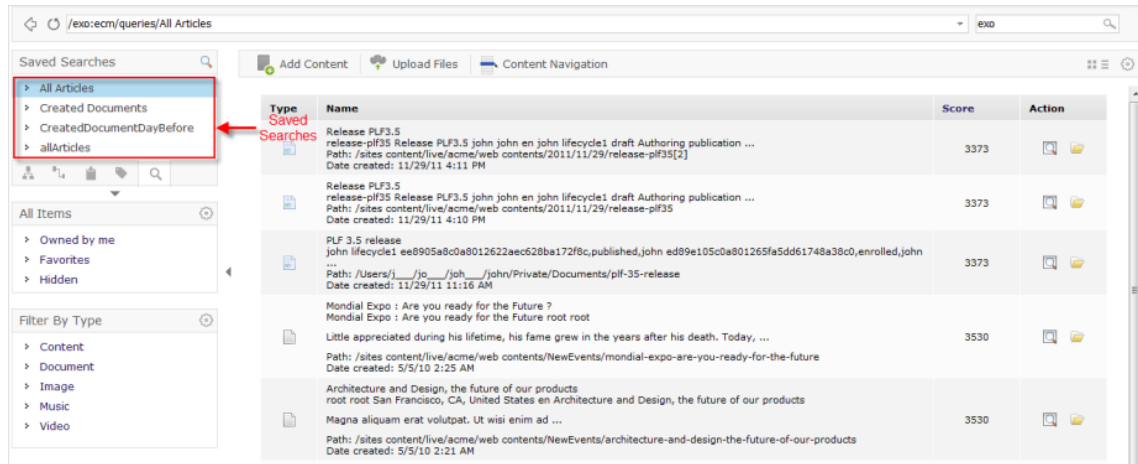 /exo:ecm/queries/All Articles
exo
Saved Searches
All Articles
Created Documents
CreatedDocumentDayBefore
allArticles
All Items
Owned by me
Favorites
Hidden
Filter By Type
Content
Document
Image
Music
Video
Saved
Searches
Add Content
Upload Files
Content Navigation
Type Name Score Action
Release PLF3.5
release-plf35 Release PLF3.5 john john en john lifecycle1 draft Authoring publication ...
Path: /sites content/live/acme/web contents/2011/11/29/release-plf35[2]
Date created: 11/29/11 4:11 PM
3373
Release PLF3.5
release-plf35 Release PLF3.5 john john en john lifecycle1 draft Authoring publication ...
Path: /sites content/live/acme/web contents/2011/11/29/release-plf35
Date created: 11/29/11 4:10 PM
3373
PLF 3.5 release
john lifecycle1 ee8905a8c0a8012622aec628ba172f8c,published,john ed89e105c0a801265fa5dd61748a38c0,enrolled,john
...
Path: /Users/j___/jo___/joh___/john/Private/Documents/plf-35-release
Date created: 11/29/11 11:16 AM
3373
Mondial Expo : Are you ready for the Future ?
Mondial Expo : Are you ready for the Future root root
Little appreciated during his lifetime, his fame grew in the years after his death. Today, ...
Path: /sites content/live/acme/web contents/NewEvents/mondial-expo-are-you-ready-for-the-future
Date created: 5/5/10 2:25 AM
3530
Architecture and Design, the future of our products
root root San Francisco, CA, United States en Architecture and Design, the future of our products
Magna aliquam erat volutpat. Ut wisi enim ad ...
Path: /sites content/live/acme/web contents/NewEvents/architecture-and-design-the-future-of-our-products
Date created: 5/5/10 2:21 AM
3530